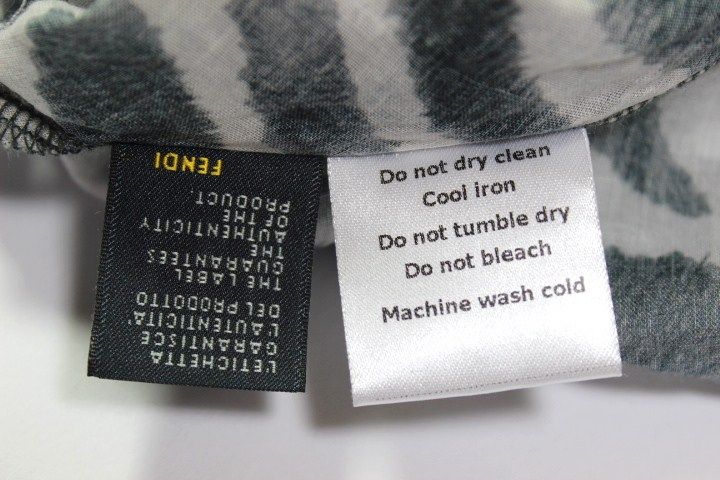 L'ETICHETTA
GARANTISCE
L'AUTENTICITA'
DEL PRODOTTO
THE LABEL
GUARANTEES
THE
AUTHENTICITY
OF THE
PRODUCT
FENDI
Do not dry clean
Cool iron
Do not tumble dry
Do not bleach
Machine wash cold